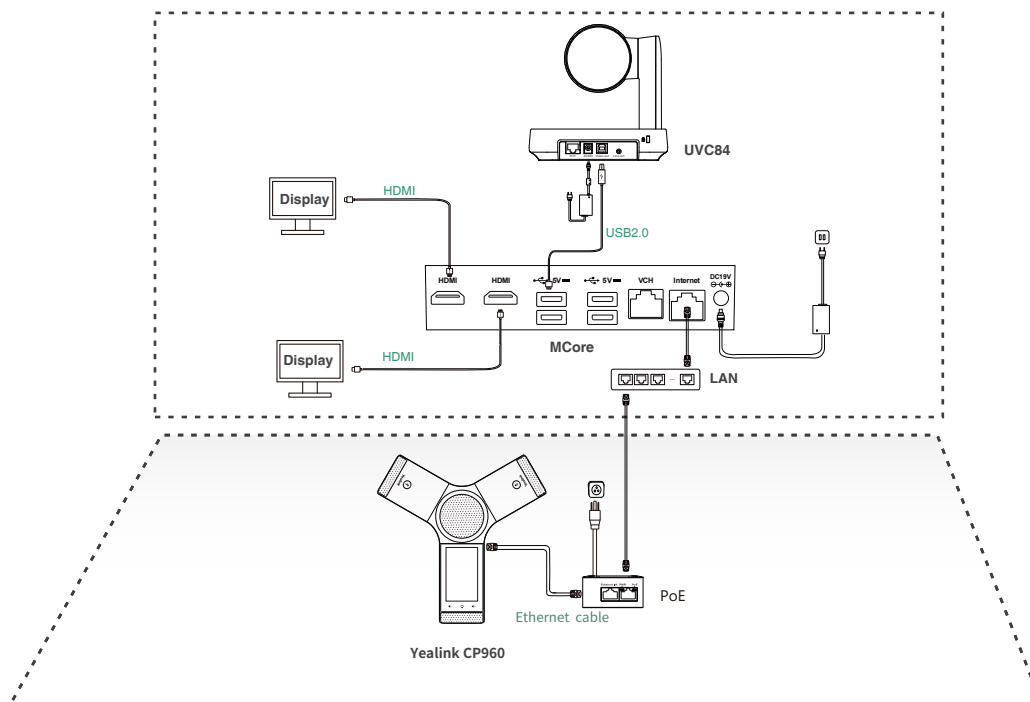 UVC84
Display
HDMI
USB2.0
HDMI
HDMI
5V
5V
VCH
Internet
DC19V
MCore
Display
HDMI
LAN
PoE
Ethernet cable
Yealink CP960